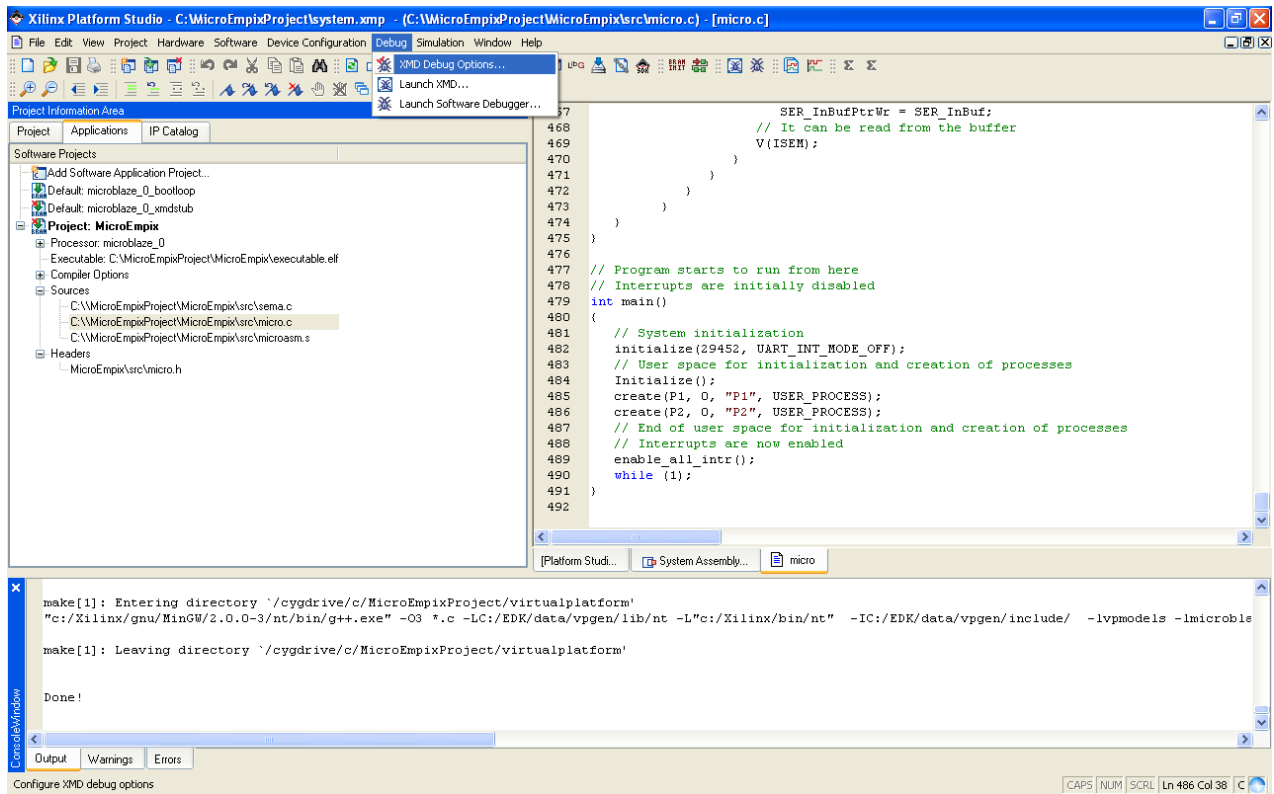 Xilinx Platform Studio - C:\MicroEmpixProject\system.xmp - (C:\\MicroEmpixProject\MicroEmpix\src\micro.c) - [micro.c]
File Edit View Project Hardware Software Device Configuration Debug Simulation Window Help
XMD Debug Options...
Launch XMD...
Launch Software Debugger...
Project Information Area
Project Applications IP Catalog
Software Projects
Add Software Application Project...
Default: microblaze_0_bootloop
Default: microblaze_0_xmdstub
Project: MicroEmpix
Processor: microblaze_0
Executable: C:\MicroEmpixProject\MicroEmpix\executable.elf
Compiler Options
Sources
C:\\MicroEmpixProject\MicroEmpix\src\sema.c
C:\\MicroEmpixProject\MicroEmpix\src\micro.c
C:\\MicroEmpixProject\MicroEmpix\src\microasm.s
Headers
MicroEmpix\src\micro.h
57 SER_InBufPtrWr = SER_InBuf;
468 // It can be read from the buffer
469 V(ISEM);
470 }
471 }
472 }
473 }
474 }
475 }
476
477 // Program starts to run from here
478 // Interrupts are initially disabled
479 int main()
480 {
481 // System initialization
482 initialize(29452, UART_INT_MODE_OFF);
483 // User space for initialization and creation of processes
484 Initialize();
485 create(P1, 0, "P1", USER_PROCESS);
486 create(P2, 0, "P2", USER_PROCESS);
487 // End of user space for initialization and creation of processes
488 // Interrupts are now enabled
489 enable_all_intr();
490 while (1);
491 }
492
[Platform Studi... System Assembly... micro
make[1]: Entering directory `/cygdrive/c/MicroEmpixProject/virtualplatform'
"c:/Xilinx/gnu/MinGW/2.0.0-3/nt/bin/g++.exe" -O3 *.c -LC:/EDK/data/vpgen/lib/nt -L"c:/Xilinx/bin/nt" -IC:/EDK/data/vpgen/include/ -lvpmodels -lmicrobla
make[1]: Leaving directory `/cygdrive/c/MicroEmpixProject/virtualplatform'
Done!
ConsoleWindow
Output Warnings Errors
Configure XMD debug options
CAPS NUM SCRL Ln 486 Col 38 C